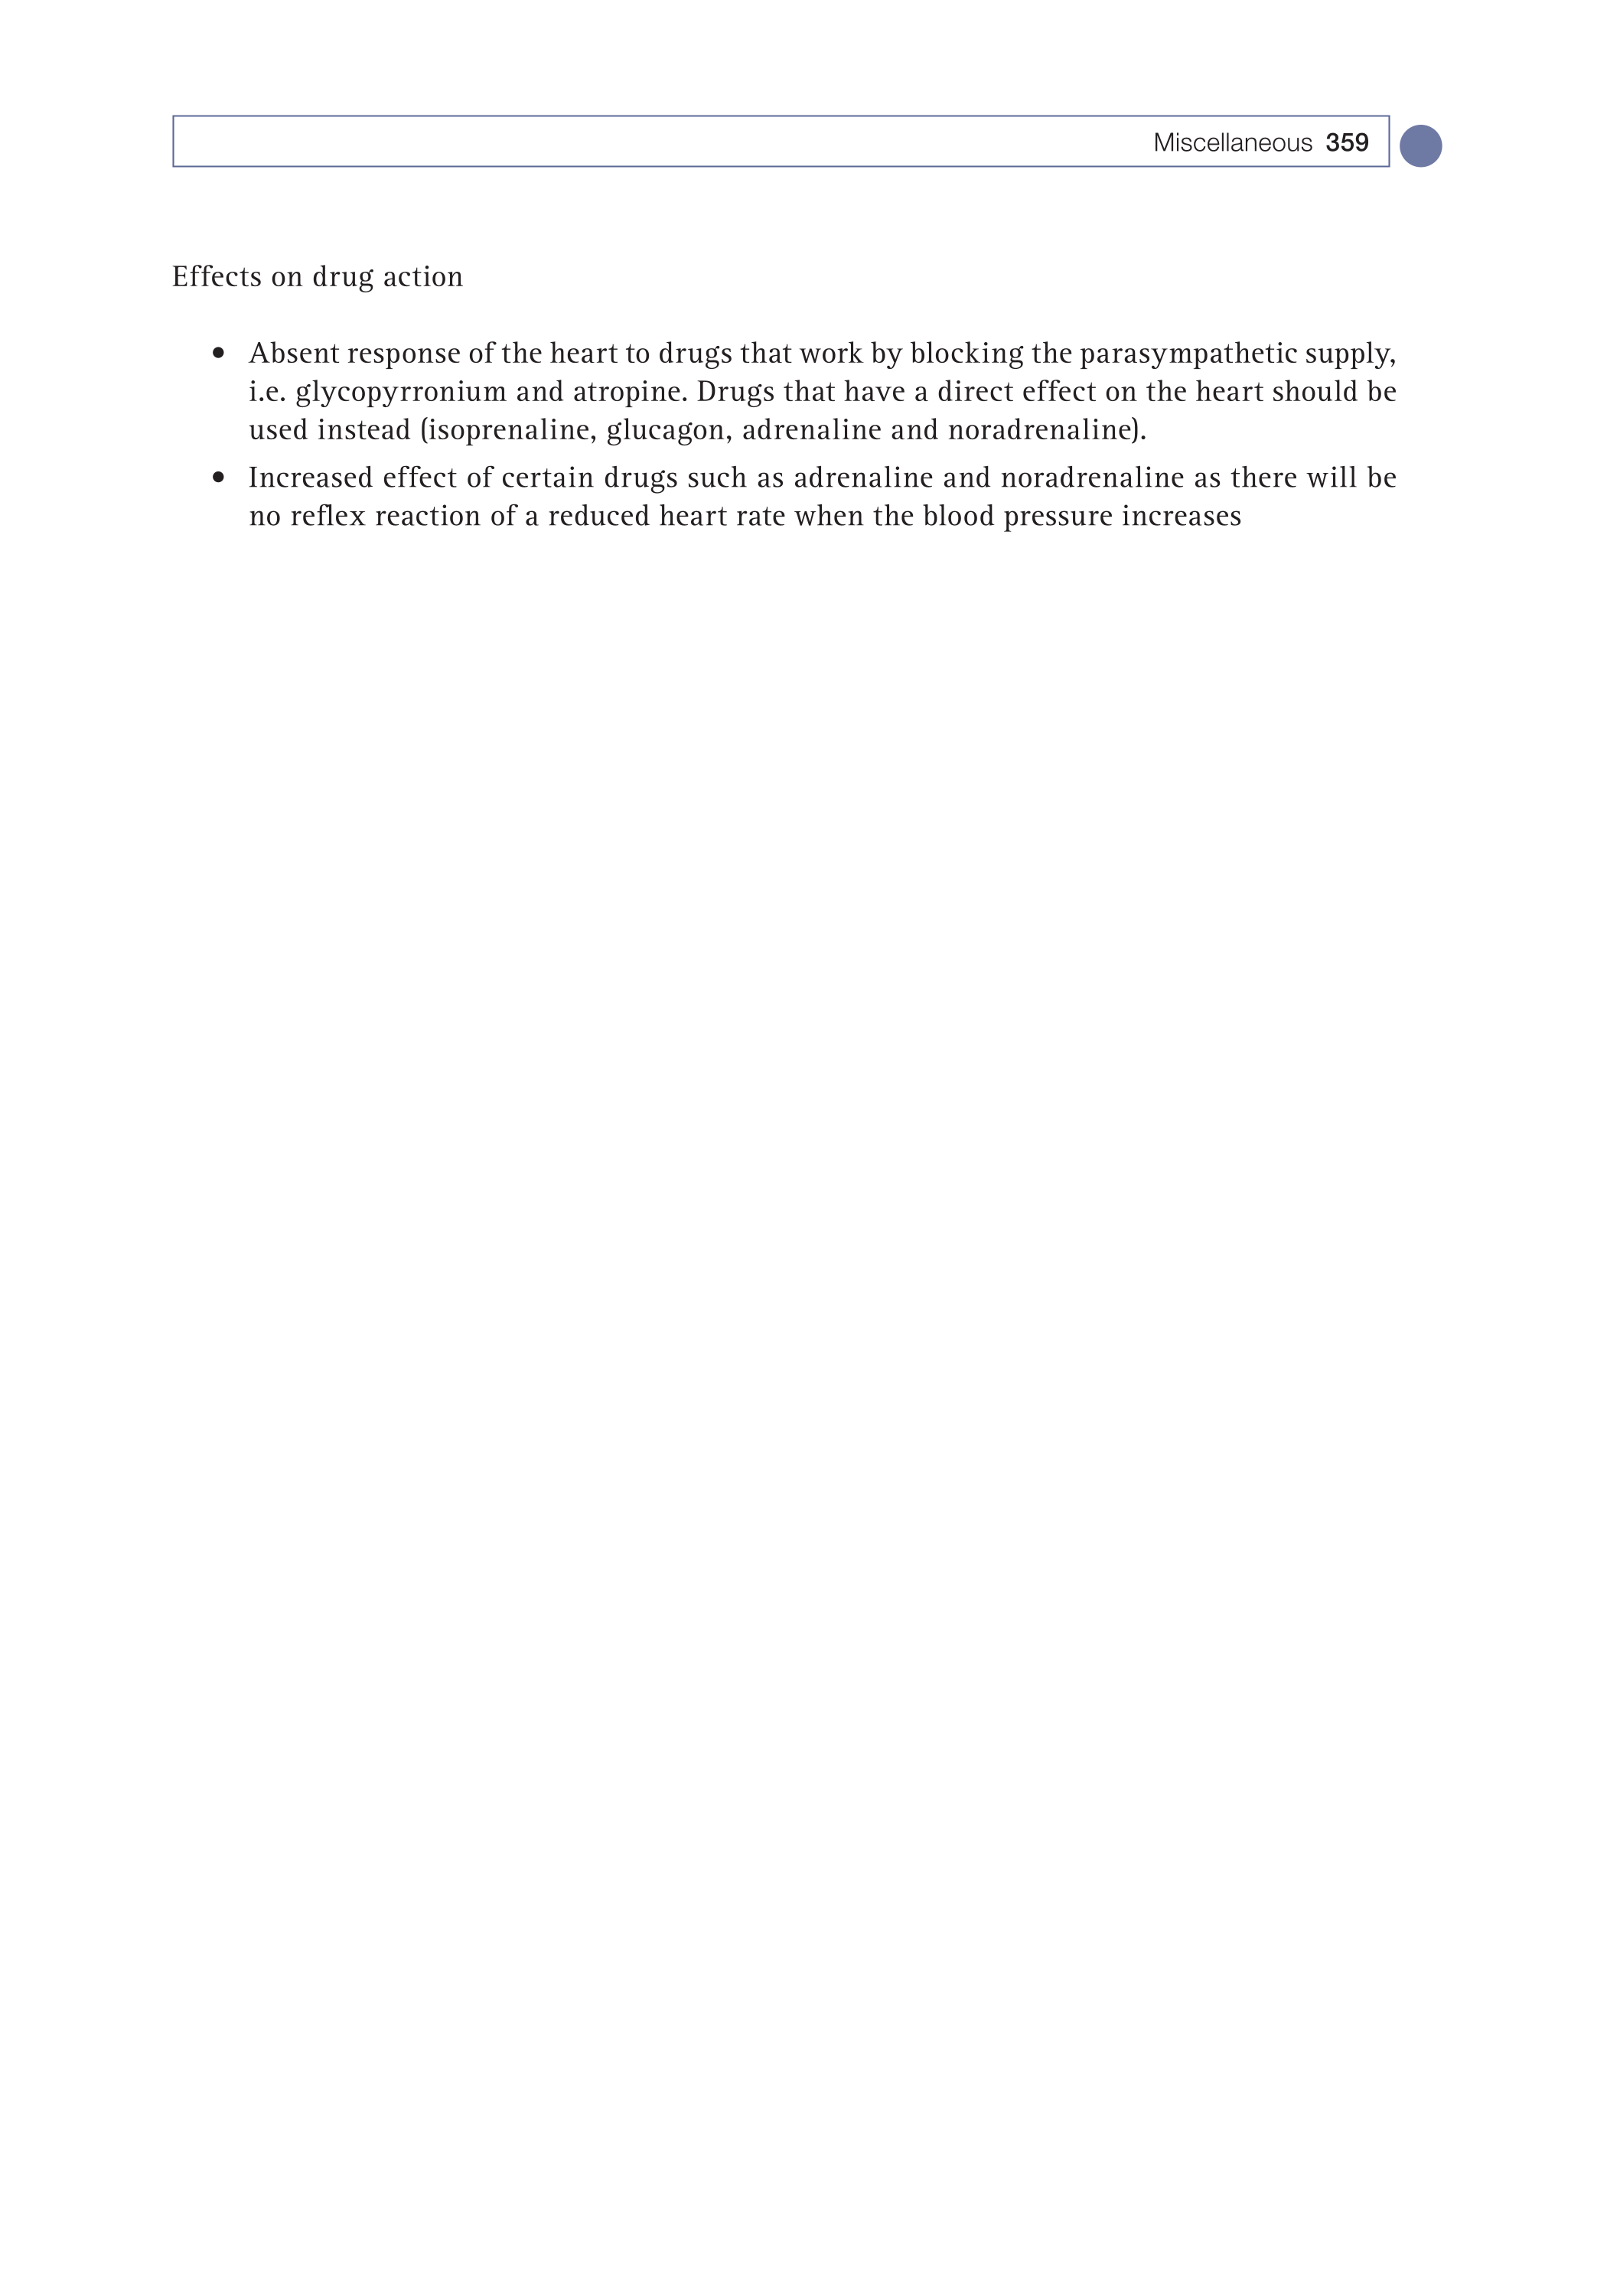 Miscellaneous 359
Effects on drug action
• Absent response of the heart to drugs that work by blocking the parasympathetic supply,
i.e. glycopyrronium and atropine. Drugs that have a direct effect on the heart should be
used instead (isoprenaline, glucagon, adrenaline and noradrenaline).
• Increased effect of certain drugs such as adrenaline and noradrenaline as there will be
no reflex reaction of a reduced heart rate when the blood pressure increases